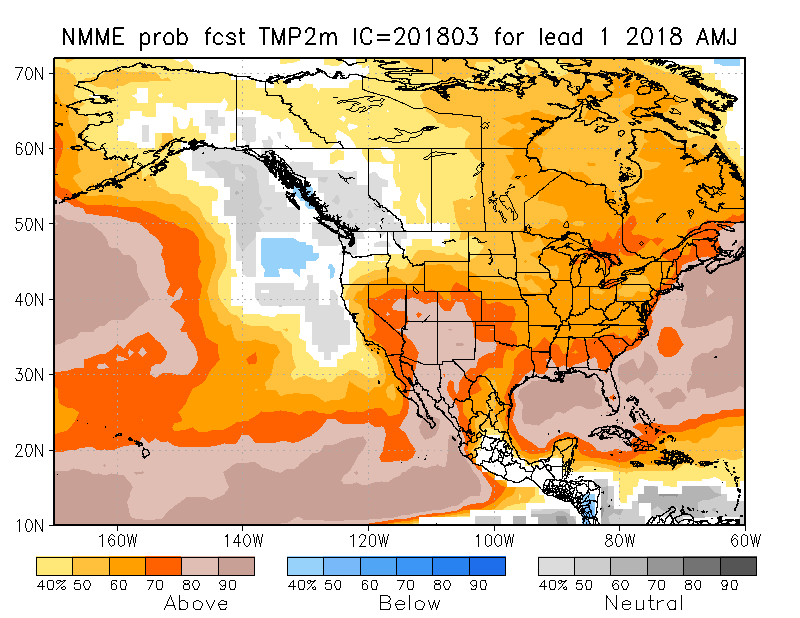 NMME prob fcst TMP2m IC=201803 for lead 1 2018 AMJ
70N
60N
50N
40N
30N
20N
10N
160W 140W 120W 100W 80W 60W
40% 50 60 70 80 90 40% 50 60 70 80 90 40% 50 60 70 80 90
Above Below Neutral